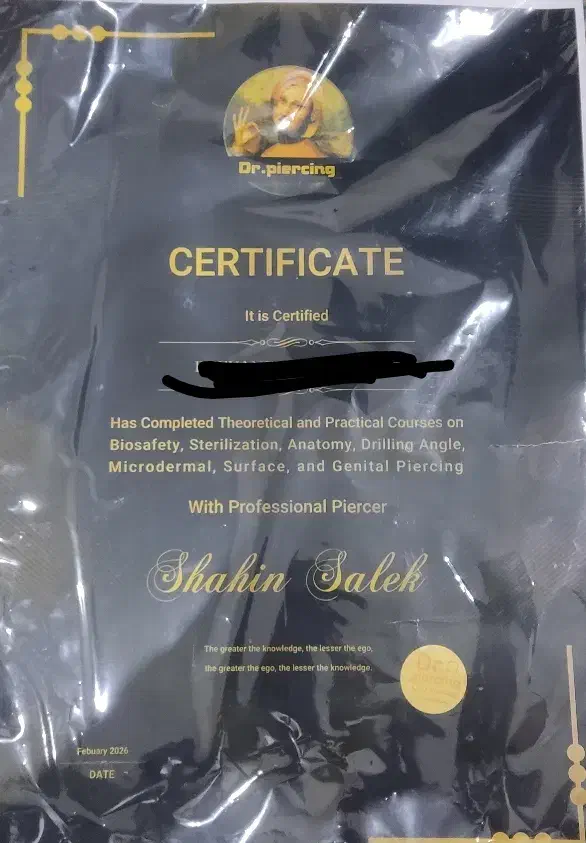 Dr.piercing
CERTIFICATE
It is Certified
Has Completed Theoretical and Practical Courses on
Biosafety, Sterilization, Anatomy, Drilling Angle,
Microdermal, Surface, and Genital Piercing
With Professional Piercer
Shahin Salek
The greater the knowledge, the lesser the ego,
the greater the ego, the lesser the knowledge.
Febuary 2026
DATE